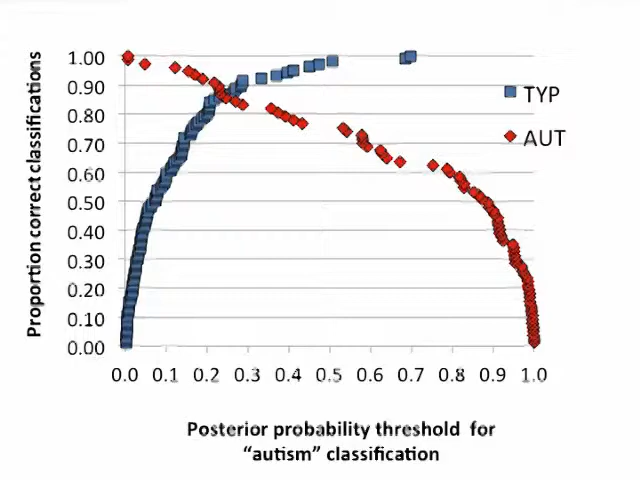 Proportion correct classifications
1.00
0.90
0.80
0.70
0.60
0.50
0.40
0.30
0.20
0.10
0.00
TYP
AUT
0.0 0.1 0.2 0.3 0.4 0.5 0.6 0.7 0.8 0.9 1.0
Posterior probability threshold for
“autism” classification